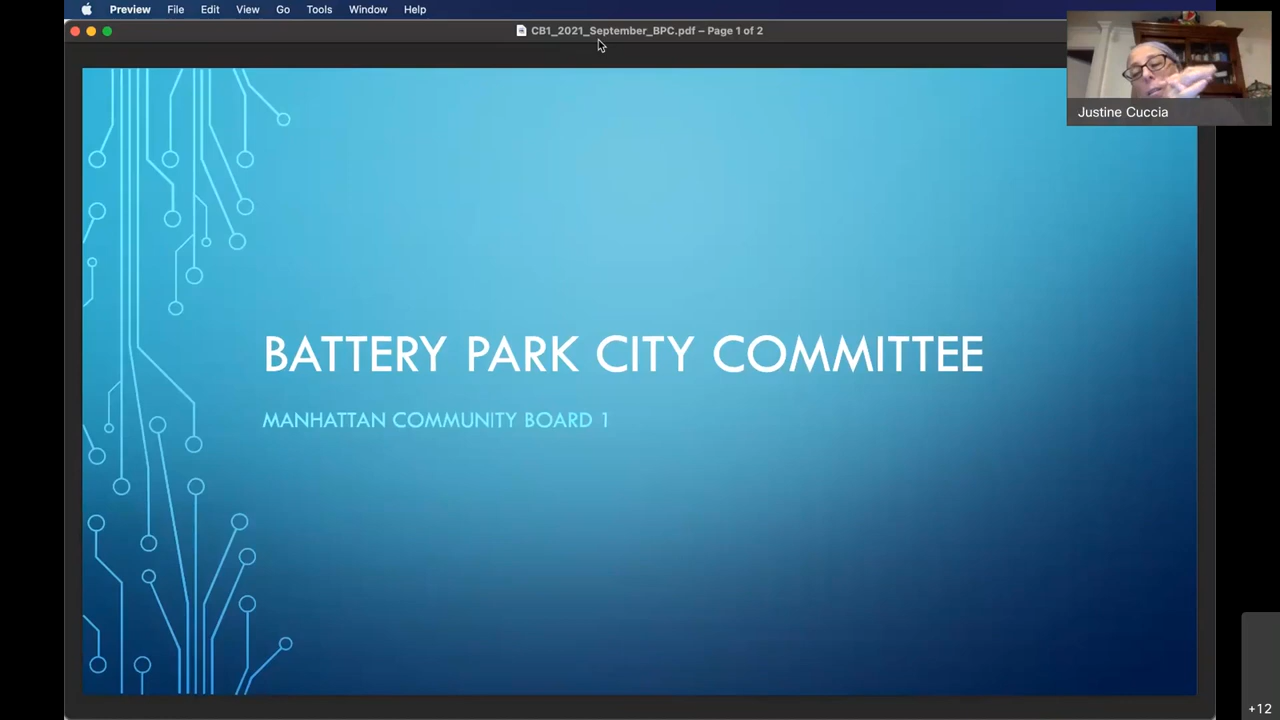 Preview File Edit View Go Tools Window Help
CB1_2021_September_BPC.pdf – Page 1 of 2
Justine Cuccia
BATTERY PARK CITY COMMITTEE
MANHATTAN COMMUNITY BOARD 1
+12